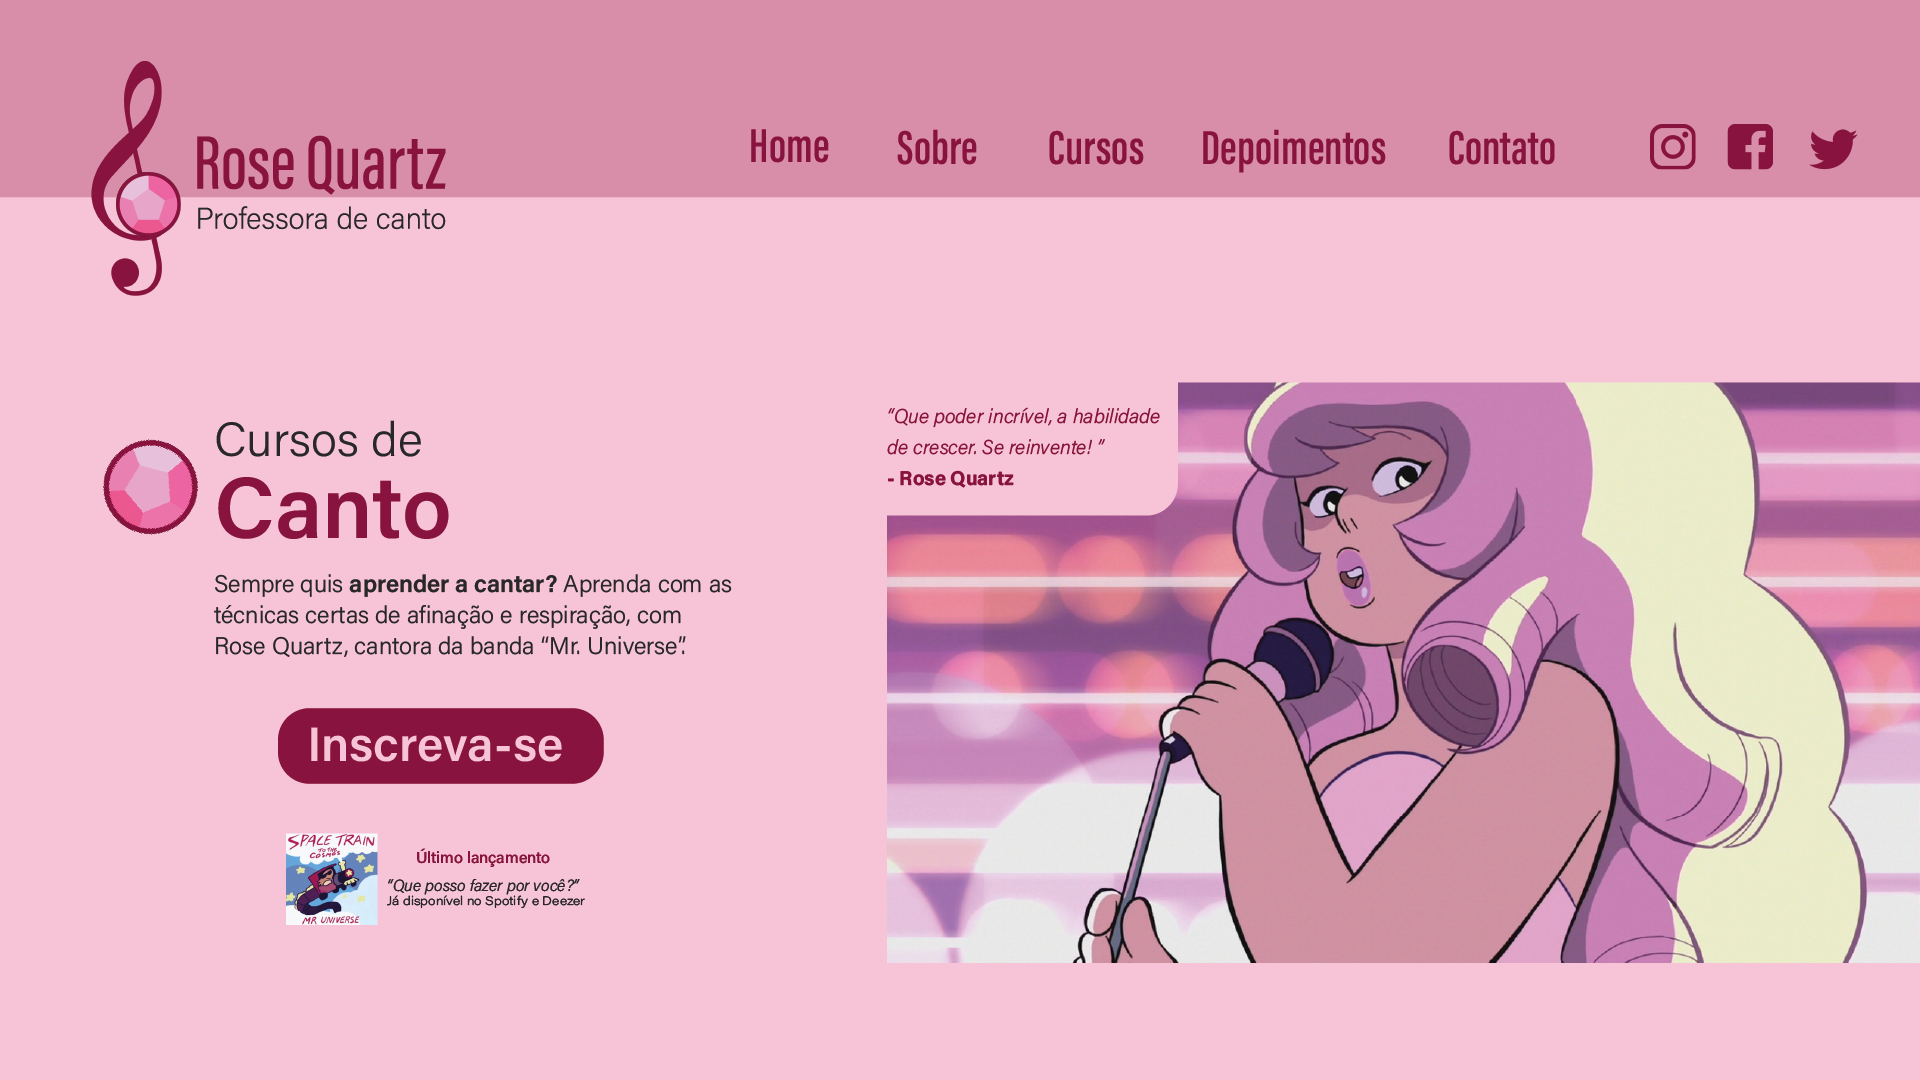 Rose Quartz
Professora de canto
Home
Sobre
Cursos
Depoimentos
Contato
Cursos de
Canto
Sempre quis aprender a cantar? Aprenda com as
técnicas certas de afinação e respiração, com
Rose Quartz, cantora da banda “Mr. Universe”.
Inscreva-se
SPACE TRAIN
TO THE
COSMOS
MR. UNIVERSE
Último lançamento
“Que posso fazer por você?”
Já disponível no Spotify e Deezer
“Que poder incrível, a habilidade
de crescer. Se reinvente! ”
- Rose Quartz